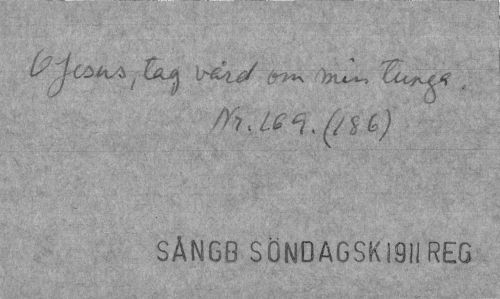 O Jesus, tag vård om min tunga.
Nr. 169. (186)
SÅNGB SÖNDAGSK 1911 REG